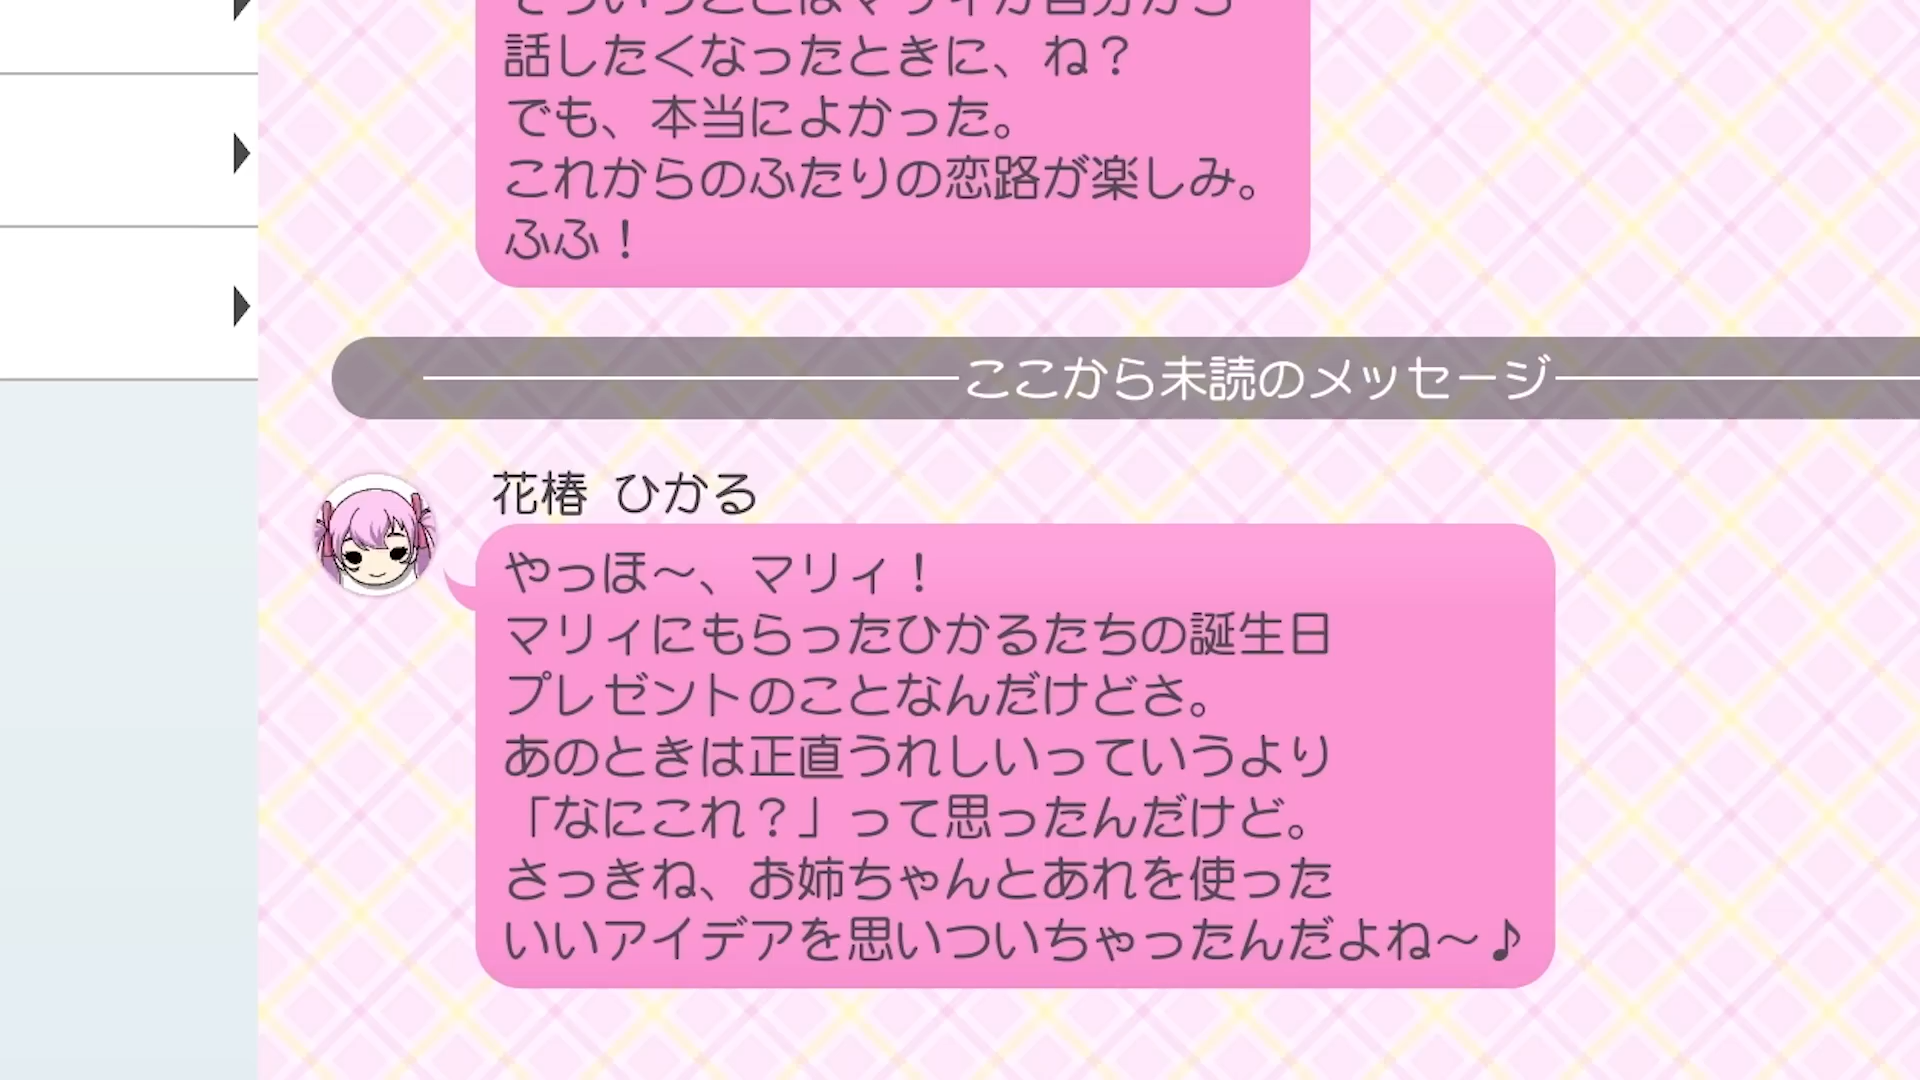 話したくなったときに、ね？
でも、本当によかった。
これからのふたりの恋路が楽しみ。
ふふ！
ここから未読のメッセージ
花椿 ひかる
やっほ～、マリィ！
マリィにもらったひかるたちの誕生日
プレゼントのことなんだけどさ。
あのときは正直うれしいっていうより
「なにこれ？」って思ったんだけど。
さっきね、お姉ちゃんとあれを使った
いいアイデアを思いついちゃったんだよね～♪